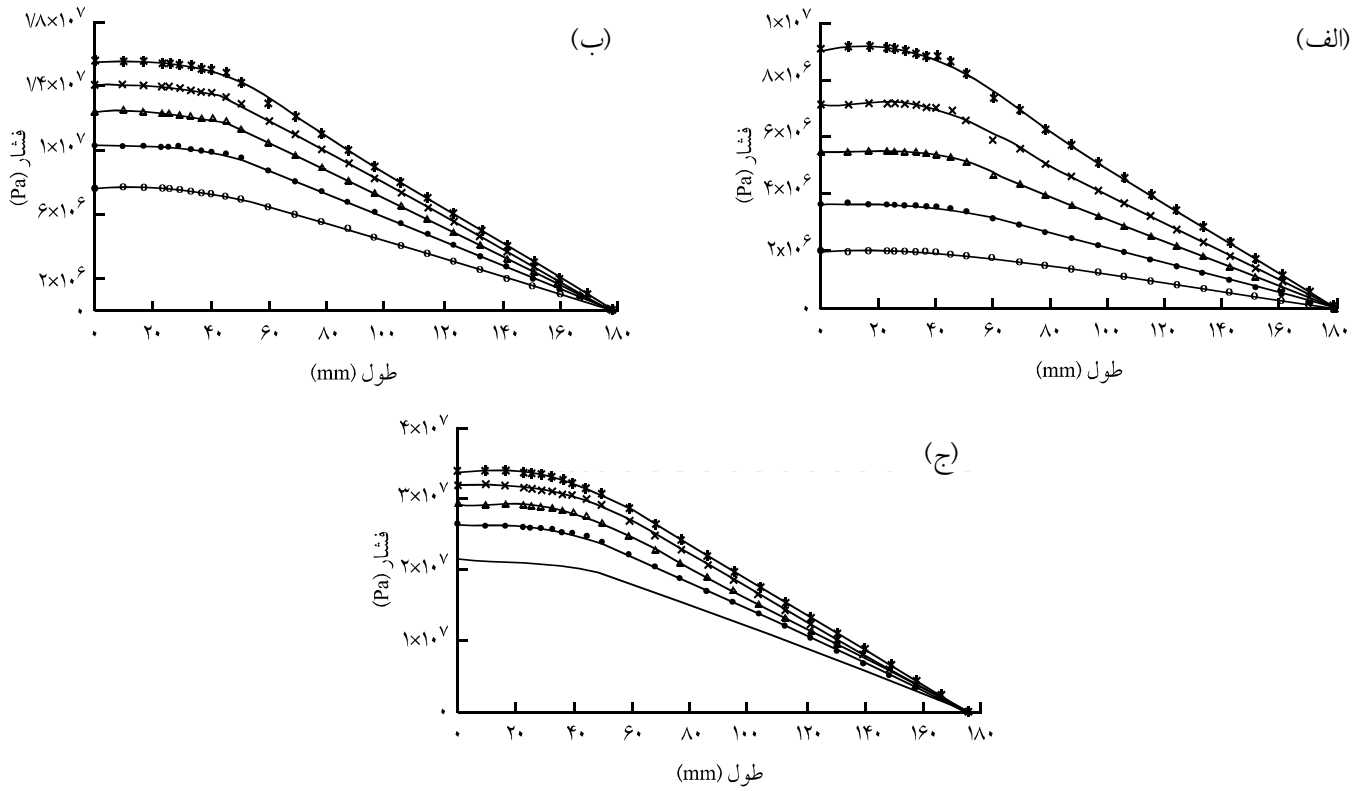 (الف)
۱×۱۰^۷
۸×۱۰^۶
۶×۱۰^۶
۴×۱۰^۶
۲×۱۰^۶
۰
فشار (Pa)
۰ ۲۰ ۴۰ ۶۰ ۸۰ ۱۰۰ ۱۲۰ ۱۴۰ ۱۶۰ ۱۸۰
طول (mm)
(ب)
۱/۸×۱۰^۷
۱/۴×۱۰^۷
۱×۱۰^۷
۶×۱۰^۶
۲×۱۰^۶
۰
فشار (Pa)
۰ ۲۰ ۴۰ ۶۰ ۸۰ ۱۰۰ ۱۲۰ ۱۴۰ ۱۶۰ ۱۸۰
طول (mm)
(ج)
۴×۱۰^۷
۳×۱۰^۷
۲×۱۰^۷
۱×۱۰^۷
۰
فشار (Pa)
۰ ۲۰ ۴۰ ۶۰ ۸۰ ۱۰۰ ۱۲۰ ۱۴۰ ۱۶۰ ۱۸۰
طول (mm)